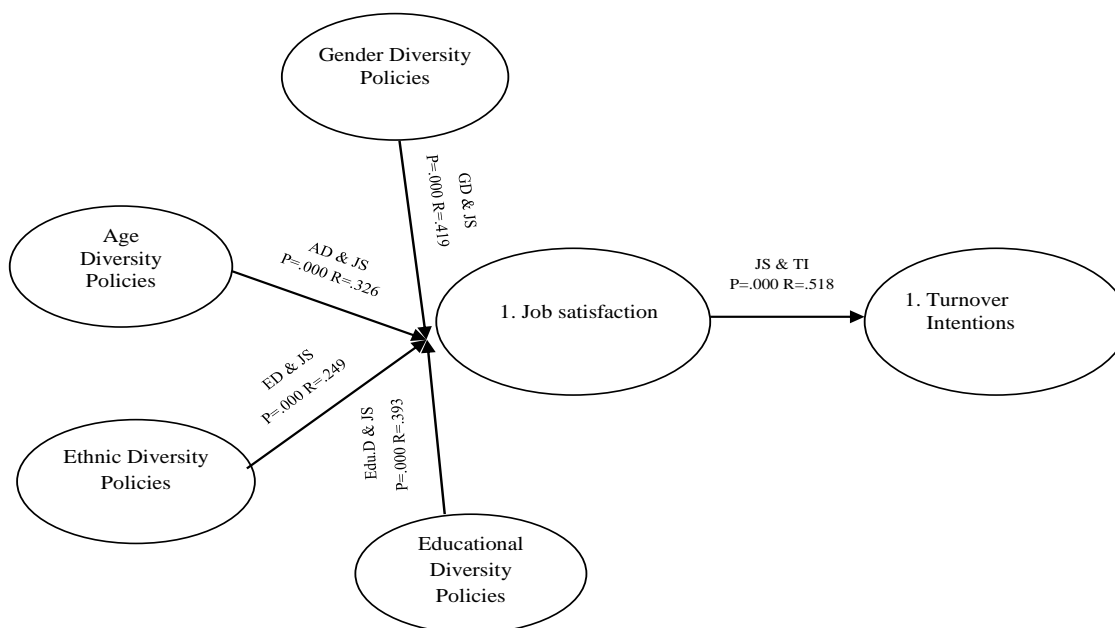 Gender Diversity
Policies
GD & JS
P=.000 R=.419
Age
Diversity
Policies
AD & JS
P=.000 R=.326
1. Job satisfaction
JS & TI
P=.000 R=.518
1. Turnover
Intentions
ED & JS
P=.000 R=.249
Ethnic Diversity
Policies
Edu.D & JS
P=.000 R=.393
Educational
Diversity
Policies